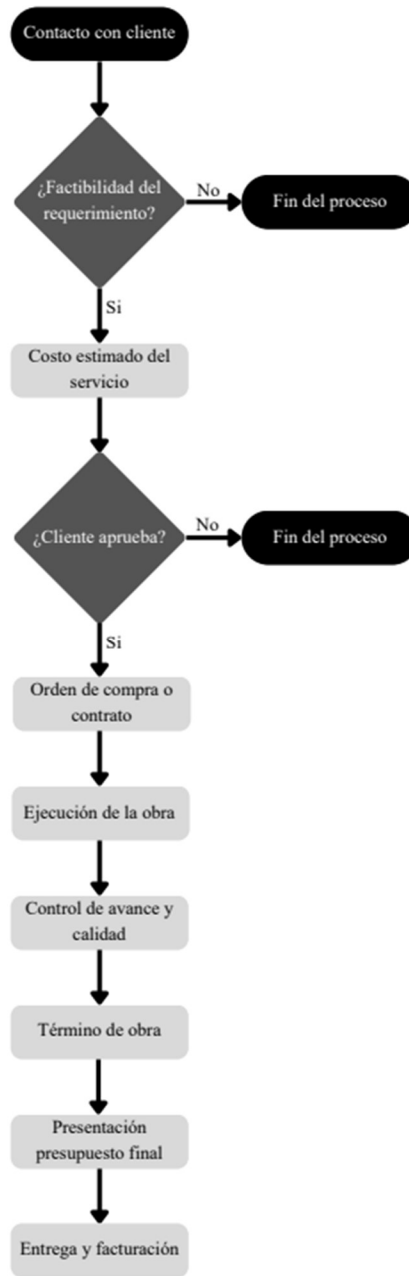 Contacto con cliente
¿Factibilidad del
requerimiento?
No
Fin del proceso
Si
Costo estimado del
servicio
¿Cliente aprueba?
No
Fin del proceso
Si
Orden de compra o
contrato
Ejecución de la obra
Control de avance y
calidad
Término de obra
Presentación
presupuesto final
Entrega y facturación